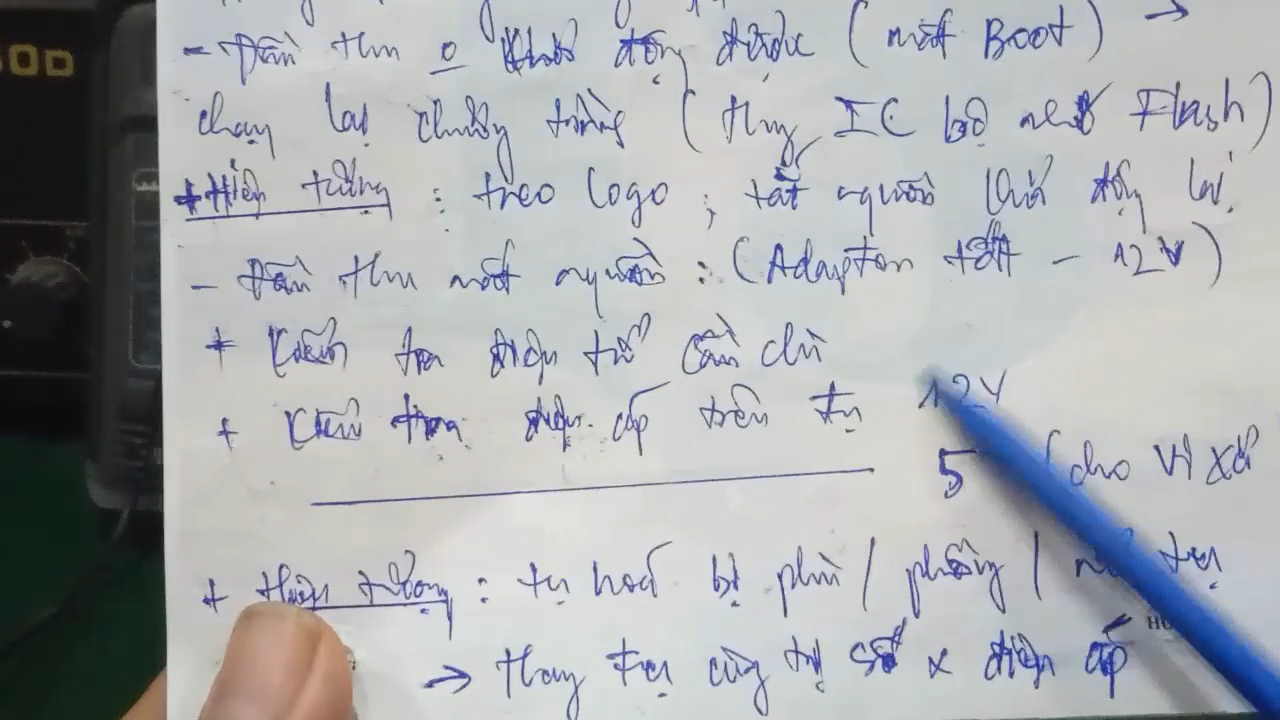 - Đầu thu o khởi động được (mất Boot) →
chạy lại chương trình (thay IC bộ nhớ Flash)
+ Hiện tượng : treo logo ; tắt nguồn khởi động lại
- Đầu thu mất nguồn : (Adapter tốt - 12V)
+ Kiểm tra điện trở cầu chì
+ Kiểm tra điện áp trên tụ 12V
5 (cho vi xử
+ Hiện tượng : tụ hoá bị phù / phồng / tụ
→ thay tụ cùng trị số x điện áp